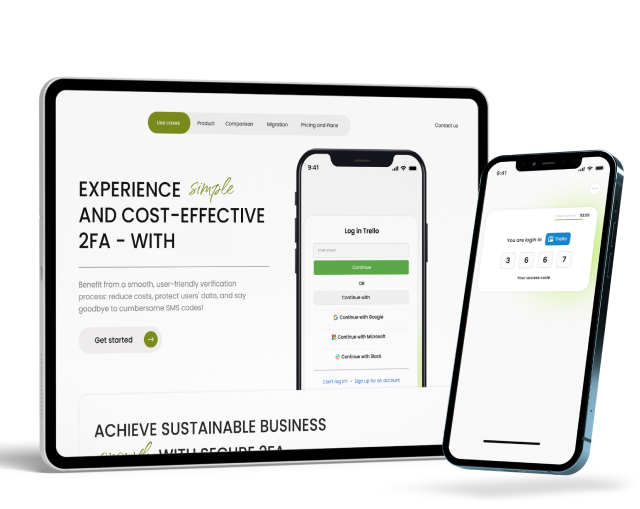 Use cases Product Comparison Migration Pricing and Plans Contact us
EXPERIENCE simple
AND COST-EFFECTIVE
2FA - WITH
Benefit from a smooth, user-friendly verification
process: reduce costs, protect users' data, and say
goodbye to cumbersome SMS codes!
Get started
9:41
Log in Trello
Enter email
Continue
OR
Continue with
Continue with Google
Continue with Microsoft
Continue with Slack
Can't log in? • Sign up for an account
ACHIEVE SUSTAINABLE BUSINESS
growth WITH SECURE 2FA
9:41
02:02
You are login in Trello
3 6 6 7
Your access code